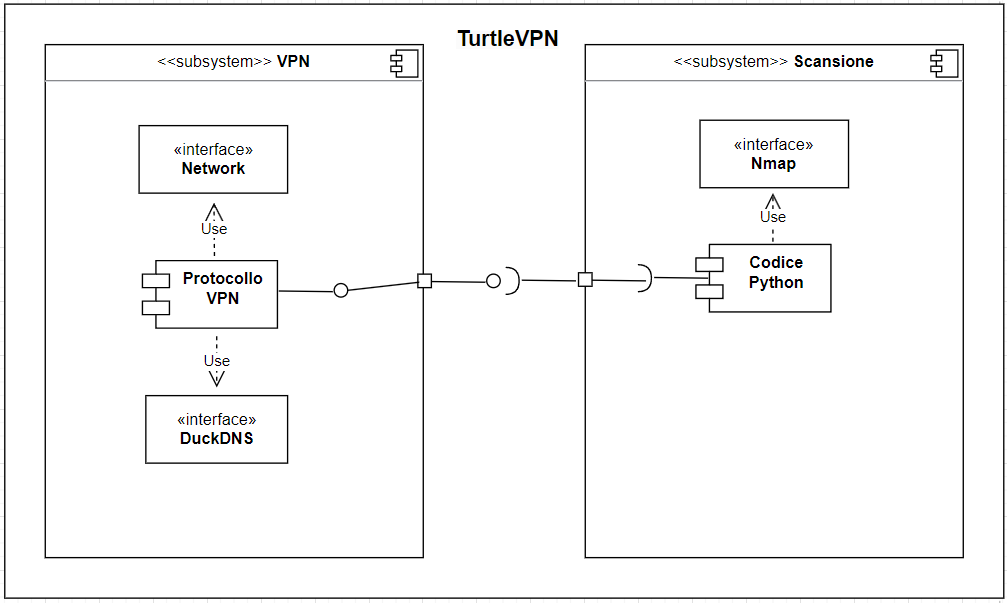 TurtleVPN
<<subsystem>> VPN
«interface»
Network
Use
Protocollo
VPN
Use
«interface»
DuckDNS
<<subsystem>> Scansione
«interface»
Nmap
Use
Codice
Python